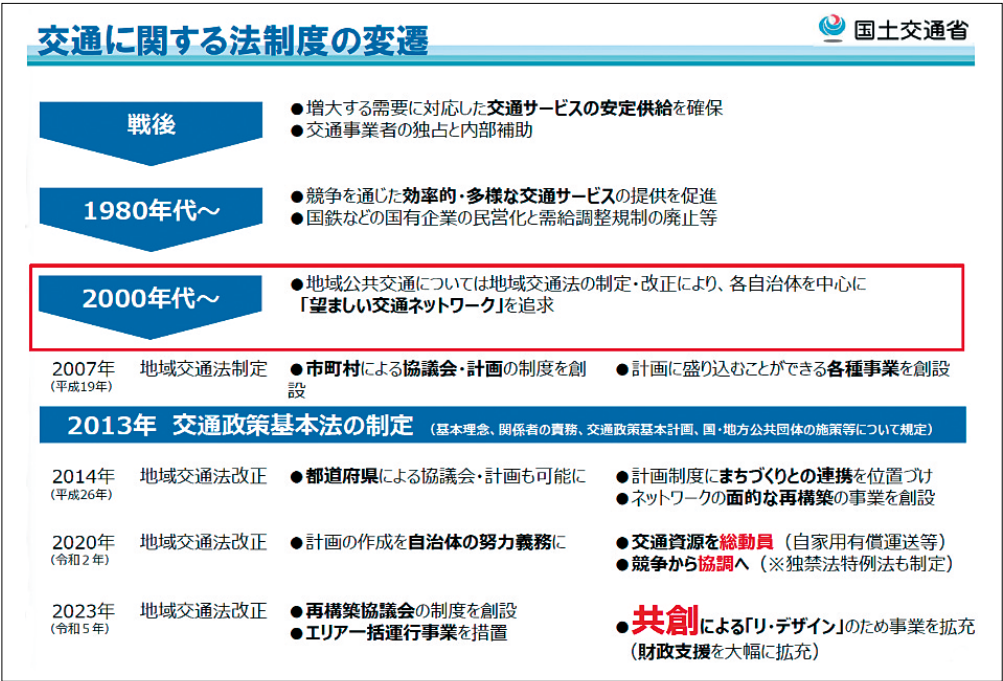 交通に関する法制度の変遷
国土交通省
戦後
●増大する需要に対応した交通サービスの安定供給を確保
●交通事業者の独占と内部補助
1980年代～
●競争を通じた効率的・多様な交通サービスの提供を促進
●国鉄などの国有企業の民営化と需給調整規制の廃止等
2000年代～
●地域公共交通については地域交通法の制定・改正により、各自治体を中心に
「望ましい交通ネットワーク」を追求
2007年 地域交通法制定 ●市町村による協議会・計画の制度を創 ●計画に盛り込むことができる各種事業を創設
(平成19年) 設
2013年 交通政策基本法の制定 (基本理念、関係者の責務、交通政策基本計画、国・地方公共団体の施策等について規定)
2014年 地域交通法改正 ●都道府県による協議会・計画も可能に ●計画制度にまちづくりとの連携を位置づけ
(平成26年) ●ネットワークの面的な再構築の事業を創設
2020年 地域交通法改正 ●計画の作成を自治体の努力義務に ●交通資源を総動員（自家用有償運送等）
(令和2年) ●競争から協調へ（※独禁法特例法も制定）
2023年 地域交通法改正 ●再構築協議会の制度を創設 ●共創による「リ・デザイン」のため事業を拡充
(令和5年) ●エリア一括運行事業を措置 （財政支援を大幅に拡充）